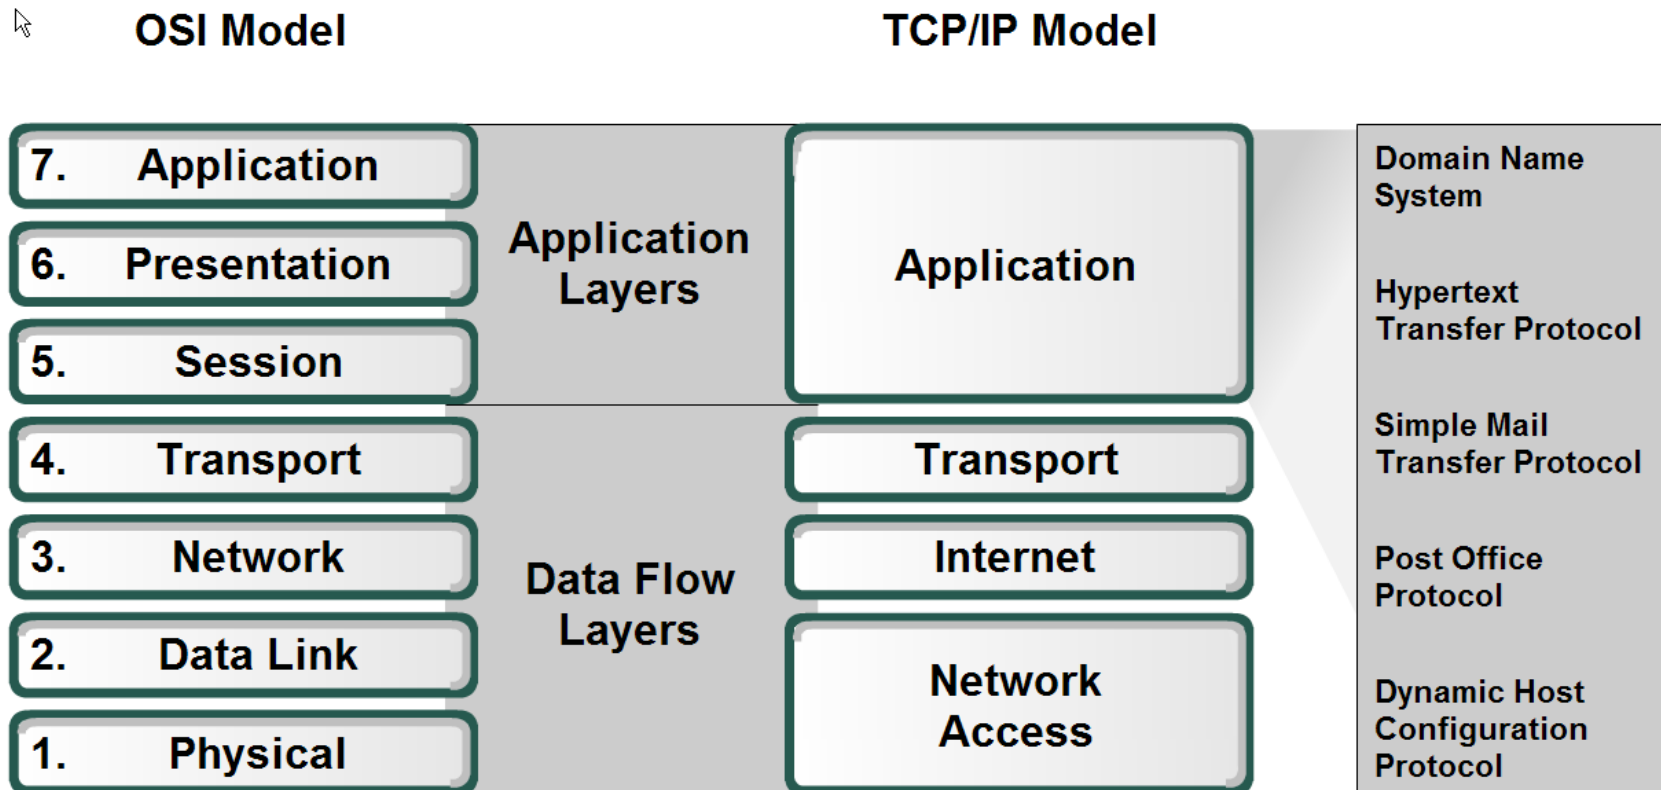 OSI Model
TCP/IP Model
7. Application
6. Presentation
5. Session
4. Transport
3. Network
2. Data Link
1. Physical
Application
Layers
Data Flow
Layers
Application
Transport
Internet
Network
Access
Domain Name
System
Hypertext
Transfer Protocol
Simple Mail
Transfer Protocol
Post Office
Protocol
Dynamic Host
Configuration
Protocol